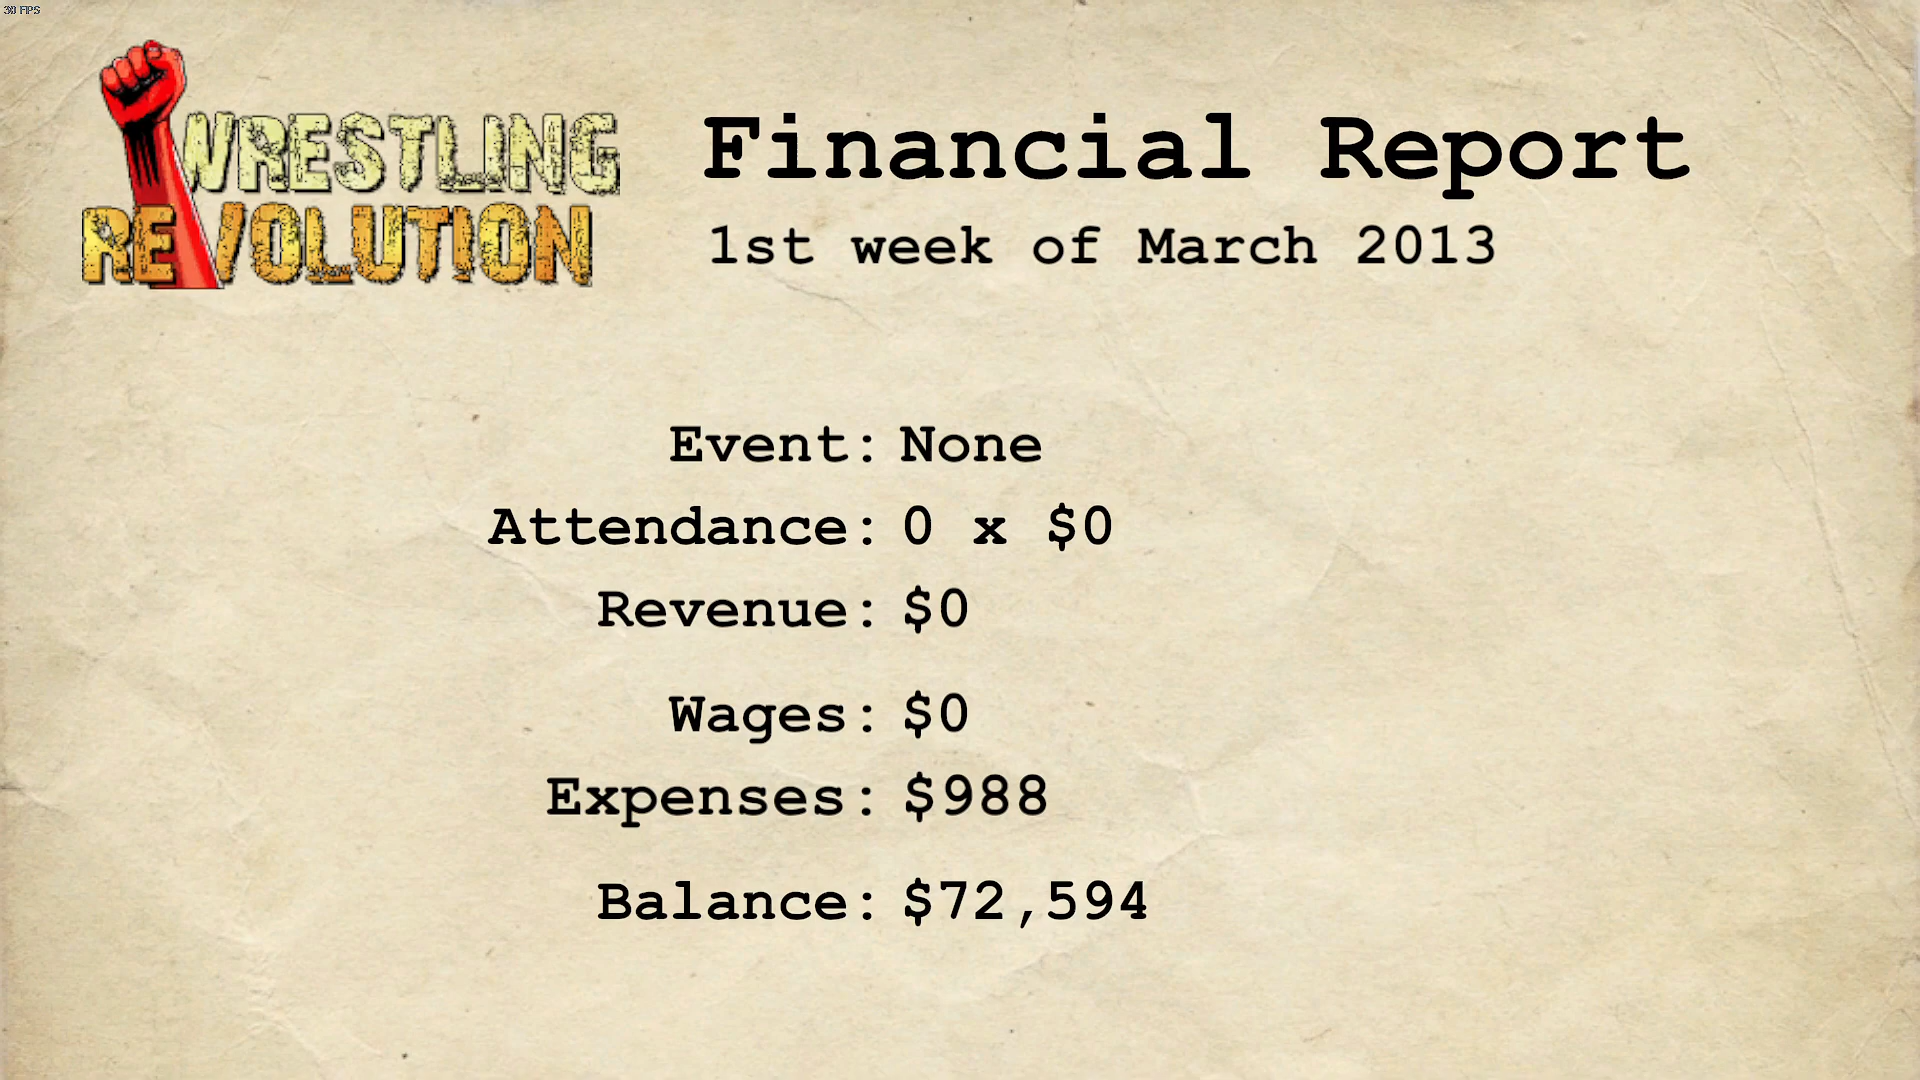 30 FPS
WRESTLING
REVOLUTION
Financial Report
1st week of March 2013
Event: None
Attendance: 0 x $0
Revenue: $0
Wages: $0
Expenses: $988
Balance: $72,594